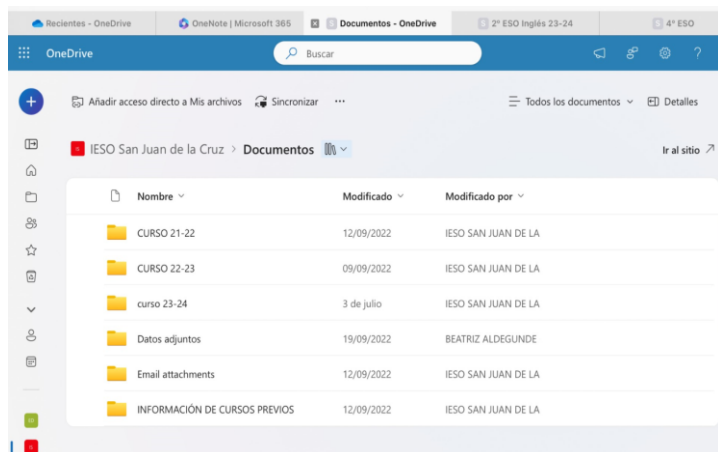 Recientes - OneDrive
OneNote | Microsoft 365
Documentos - OneDrive
2º ESO Inglés 23-24
4º ESO
OneDrive
Buscar
Añadir acceso directo a Mis archivos Sincronizar ...
Todos los documentos
Detalles
IESO San Juan de la Cruz > Documentos
Ir al sitio
Nombre Modificado Modificado por
CURSO 21-22 12/09/2022 IESO SAN JUAN DE LA
CURSO 22-23 09/09/2022 IESO SAN JUAN DE LA
curso 23-24 3 de julio IESO SAN JUAN DE LA
Datos adjuntos 19/09/2022 BEATRIZ ALDEGUNDE
Email attachments 12/09/2022 IESO SAN JUAN DE LA
INFORMACIÓN DE CURSOS PREVIOS 12/09/2022 IESO SAN JUAN DE LA